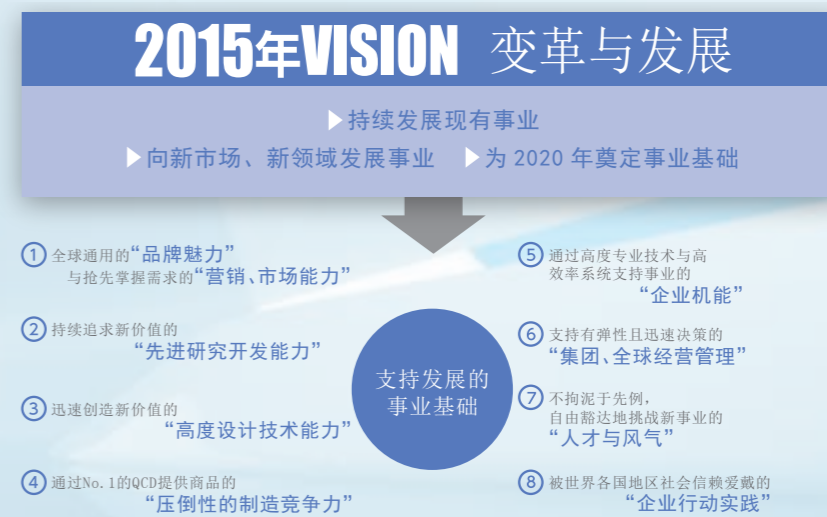 2015年VISION 变革与发展
▶持续发展现有事业
▶向新市场、新领域发展事业 ▶为 2020 年奠定事业基础
① 全球通用的“品牌魅力”
与抢先掌握需求的“营销、市场能力”
② 持续追求新价值的
“先进研究开发能力”
③ 迅速创造新价值的
“高度设计技术能力”
④ 通过No.1的QCD提供商品的
“压倒性的制造竞争力”
支持发展的
事业基础
⑤ 通过高度专业技术与高
效率系统支持事业的
“企业机能”
⑥ 支持有弹性且迅速决策的
“集团、全球经营管理”
⑦ 不拘泥于先例，
自由豁达地挑战新事业的
“人才与风气”
⑧ 被世界各国地区社会信赖爱戴的
“企业行动实践”